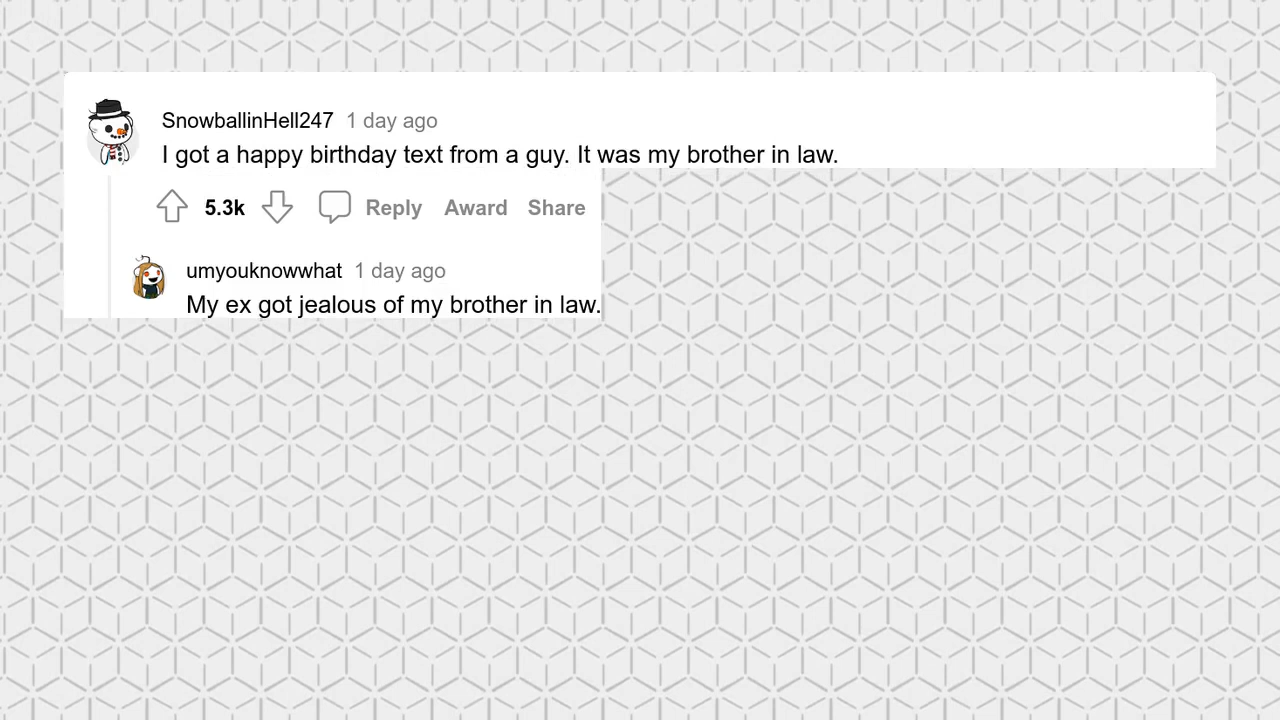 SnowballinHell247 1 day ago
I got a happy birthday text from a guy. It was my brother in law.
5.3k Reply Award Share
umyouknowwhat 1 day ago
My ex got jealous of my brother in law.